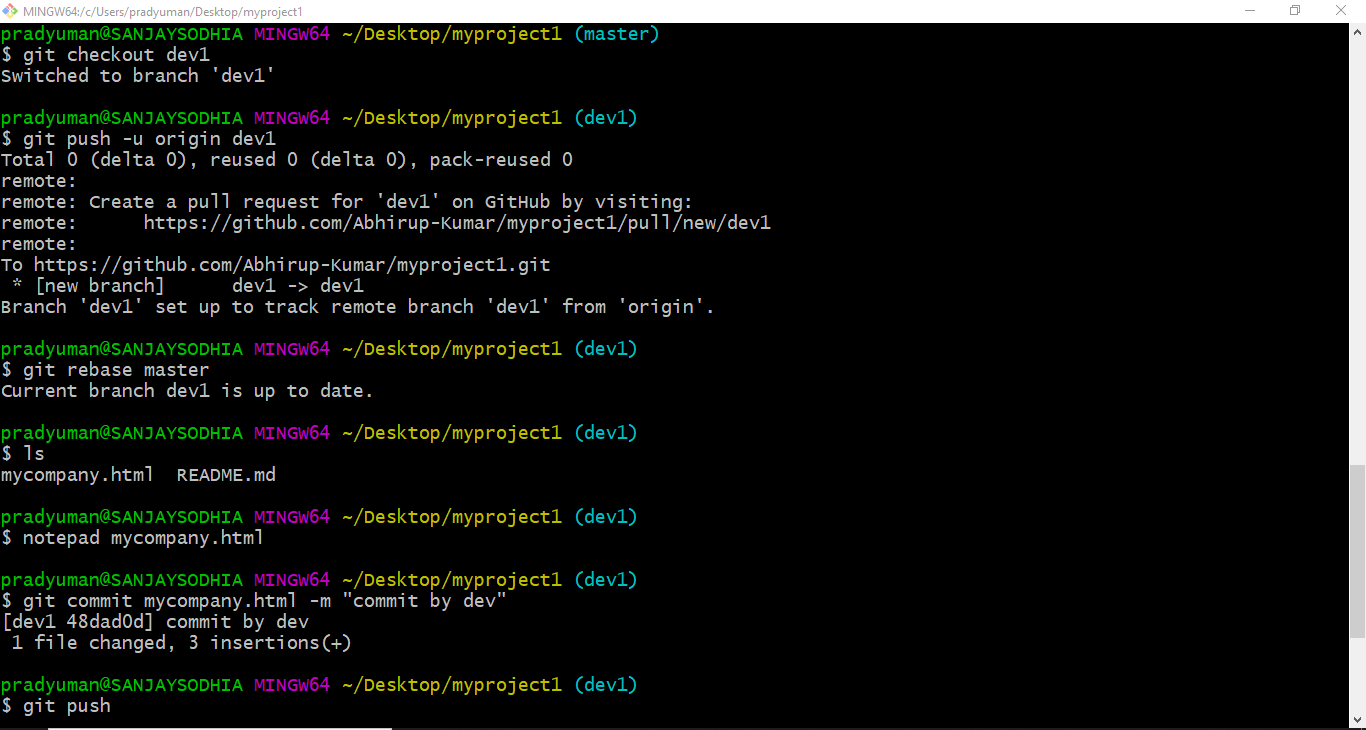 MINGW64:/c/Users/pradyuman/Desktop/myproject1
pradyuman@SANJAYSODHIA MINGW64 ~/Desktop/myproject1 (master)
$ git checkout dev1
Switched to branch 'dev1'
pradyuman@SANJAYSODHIA MINGW64 ~/Desktop/myproject1 (dev1)
$ git push -u origin dev1
Total 0 (delta 0), reused 0 (delta 0), pack-reused 0
remote:
remote: Create a pull request for 'dev1' on GitHub by visiting:
remote:      https://github.com/Abhirup-Kumar/myproject1/pull/new/dev1
remote:
To https://github.com/Abhirup-Kumar/myproject1.git
 * [new branch]      dev1 -> dev1
Branch 'dev1' set up to track remote branch 'dev1' from 'origin'.
pradyuman@SANJAYSODHIA MINGW64 ~/Desktop/myproject1 (dev1)
$ git rebase master
Current branch dev1 is up to date.
pradyuman@SANJAYSODHIA MINGW64 ~/Desktop/myproject1 (dev1)
$ ls
mycompany.html  README.md
pradyuman@SANJAYSODHIA MINGW64 ~/Desktop/myproject1 (dev1)
$ notepad mycompany.html
pradyuman@SANJAYSODHIA MINGW64 ~/Desktop/myproject1 (dev1)
$ git commit mycompany.html -m "commit by dev"
[dev1 48dad0d] commit by dev
 1 file changed, 3 insertions(+)
pradyuman@SANJAYSODHIA MINGW64 ~/Desktop/myproject1 (dev1)
$ git push